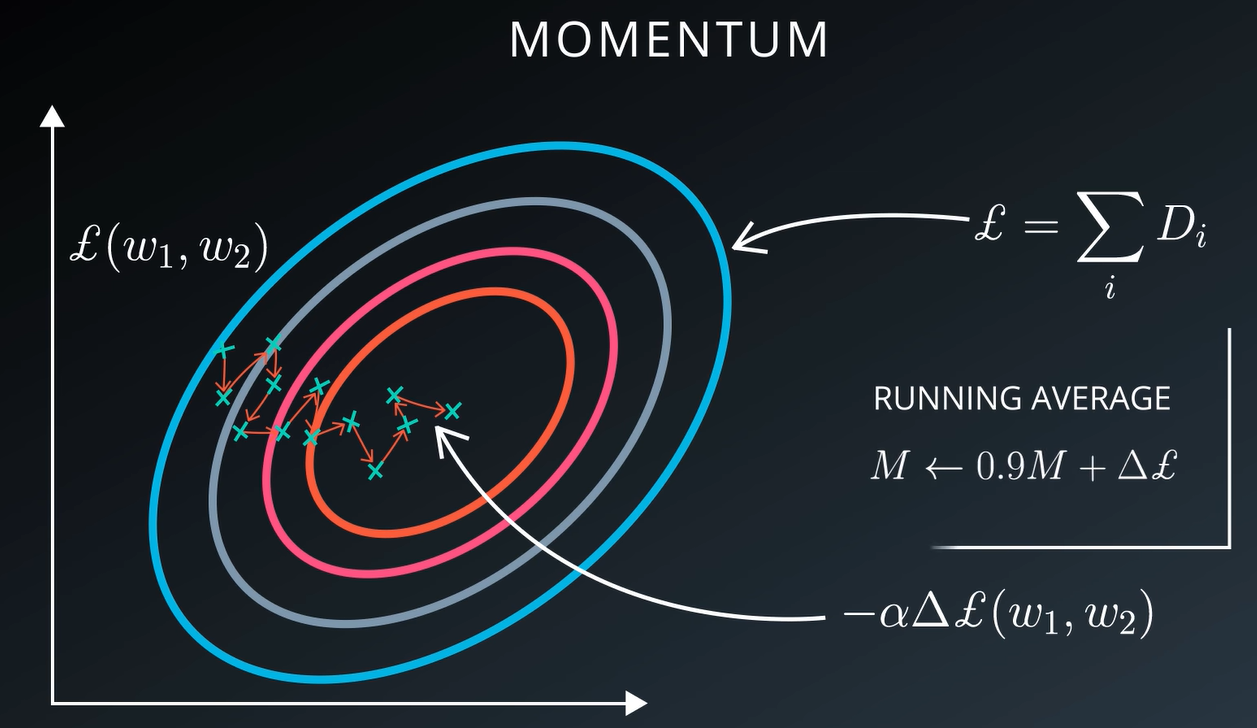 MOMENTUM
£(w₁, w₂)
£ = ∑ Dᵢ
i
RUNNING AVERAGE
M ← 0.9M + Δ£
−αΔ£(w₁, w₂)